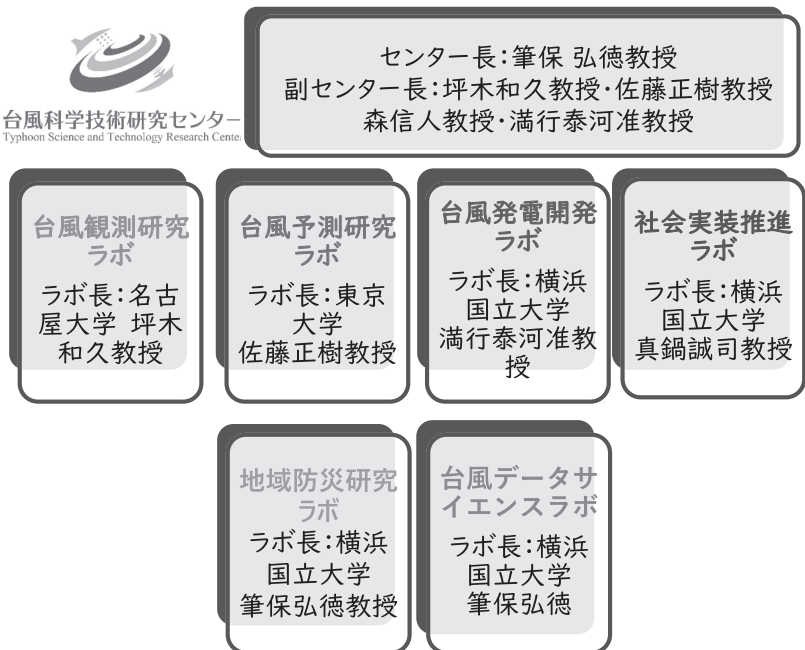 台風科学技術研究センター
Typhoon Science and Technology Research Cente
センター長：筆保 弘徳教授
副センター長：坪木和久教授・佐藤正樹教授
森信人教授・満行泰河准教授
台風観測研究
ラボ
ラボ長：名古
屋大学 坪木
和久教授
台風予測研究
ラボ
ラボ長：東京
大学
佐藤正樹教授
台風発電開発
ラボ
ラボ長：横浜
国立大学
満行泰河准教
授
社会実装推進
ラボ
ラボ長：横浜
国立大学
真鍋誠司教授
地域防災研究
ラボ
ラボ長：横浜
国立大学
筆保弘徳教授
台風データサ
イエンスラボ
ラボ長：横浜
国立大学
筆保弘徳